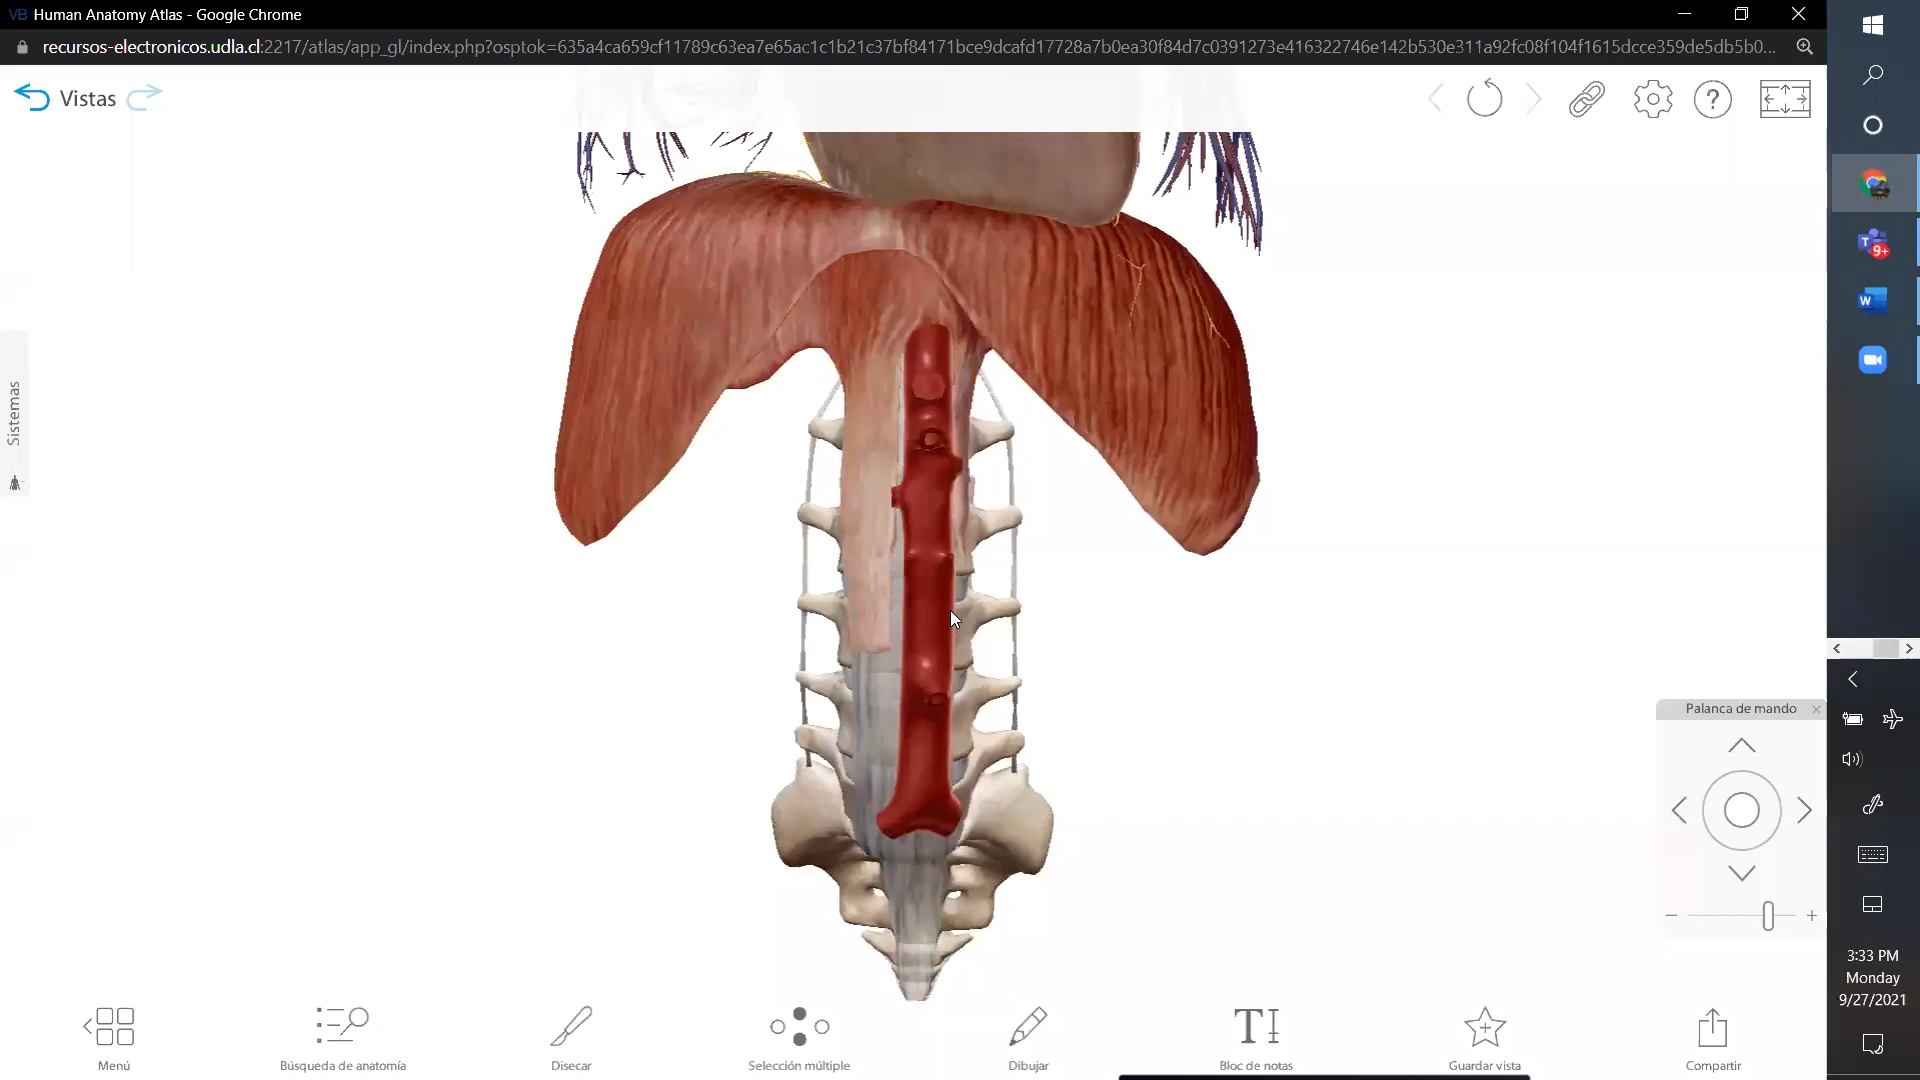 VB Human Anatomy Atlas - Google Chrome
recursos-electronicos.udla.cl:2217/atlas/app_gl/index.php?osptok=635a4ca659cf11789c63ea7e65ac1c1b21c37bf84171bce9dcafd17728a7b0ea30f84d7c0391273e416322746e142b530e311a92fc08f104f1615dcce359de5db5b0...
Vistas
?
Sistemas
9+
W
Palanca de mando ×
− +
3:33 PM
Monday
9/27/2021
Menú
Búsqueda de anatomía
Disecar
Selección múltiple
Dibujar
Bloc de notas
Guardar vista
Compartir